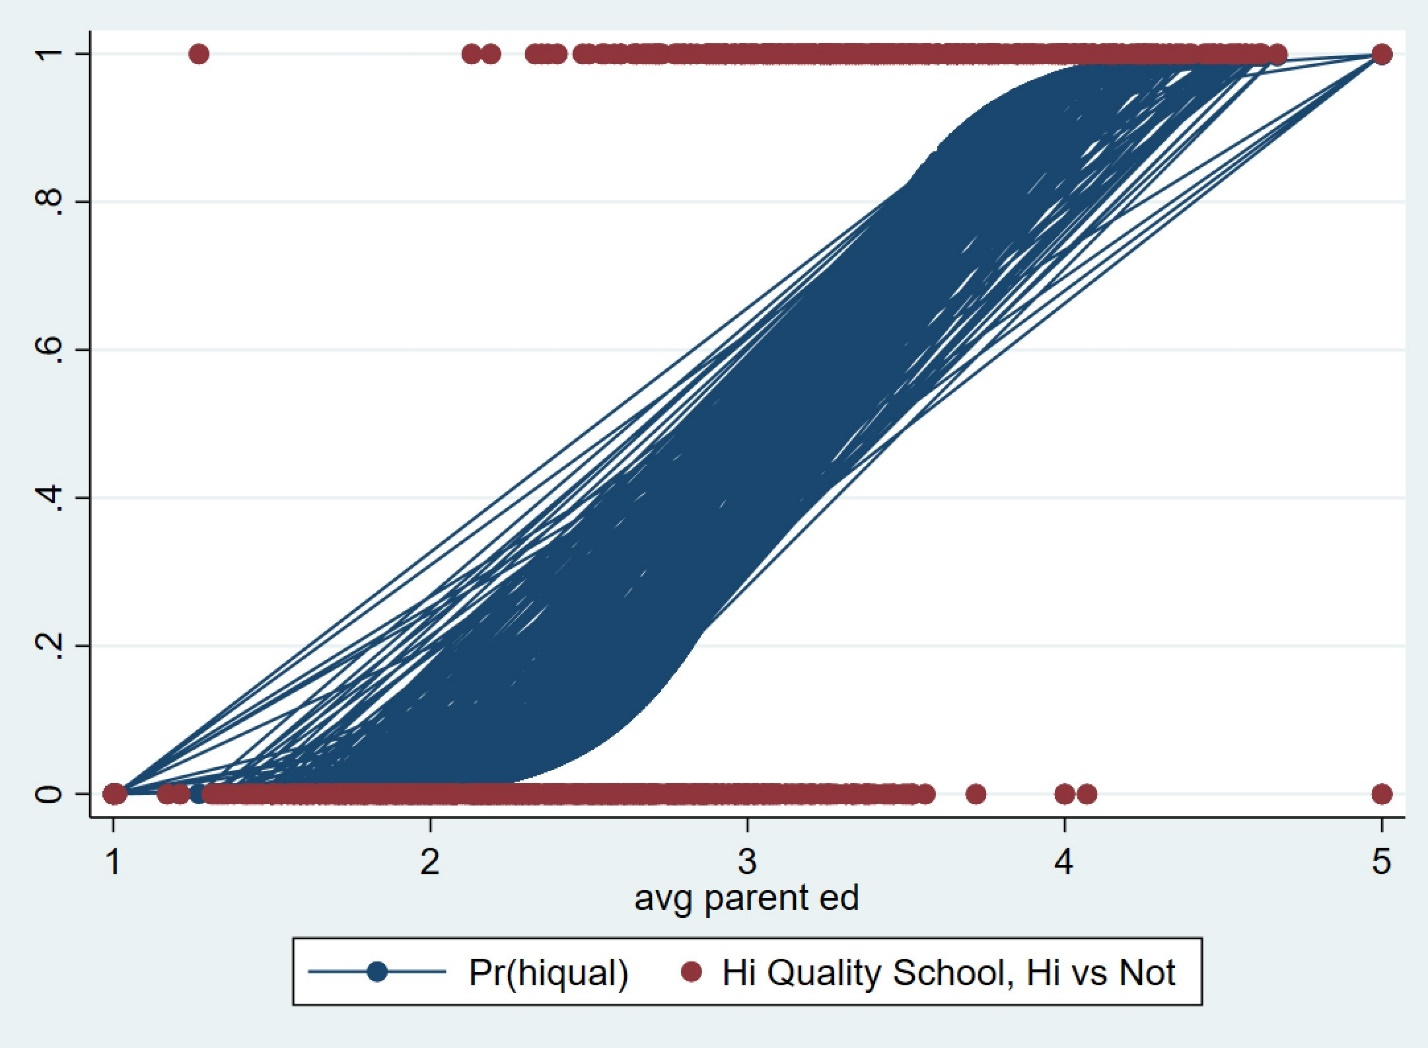 1
.8
.6
.4
.2
0
1 2 3 4 5
avg parent ed
Pr(hiqual) Hi Quality School, Hi vs Not